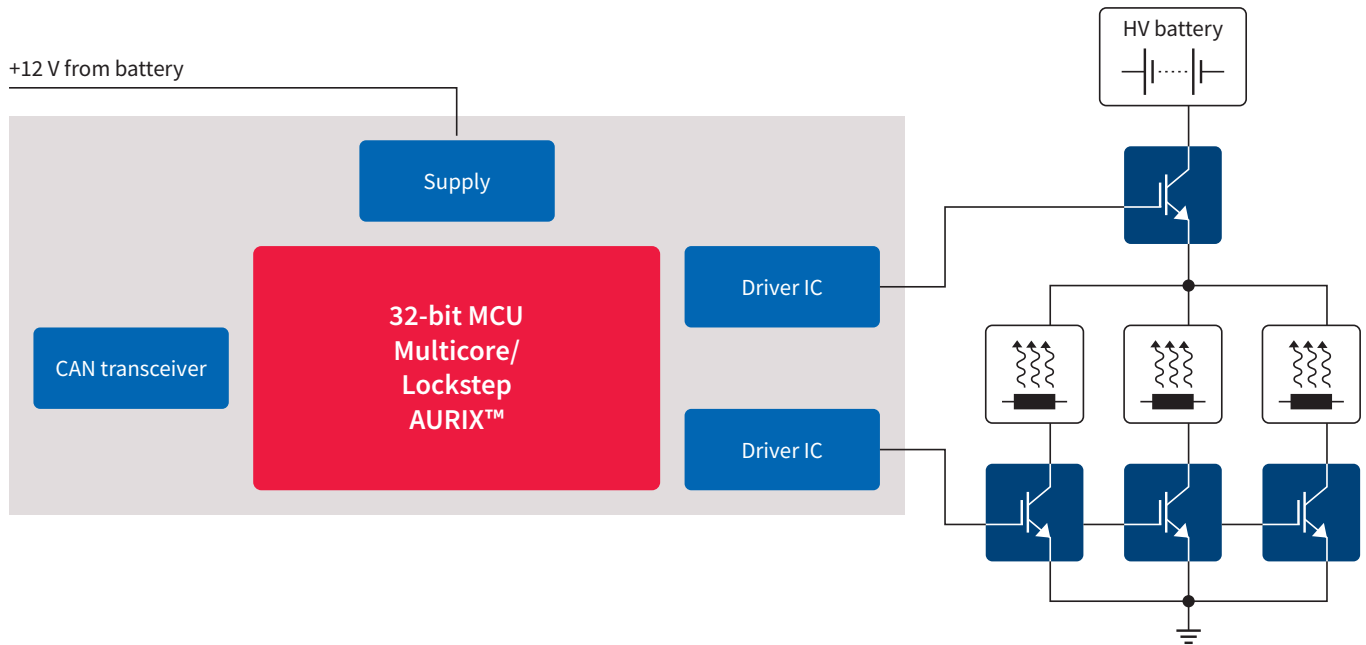 HV battery
+12 V from battery
Supply
32-bit MCU
Multicore/
Lockstep
AURIX™
Driver IC
CAN transceiver
Driver IC